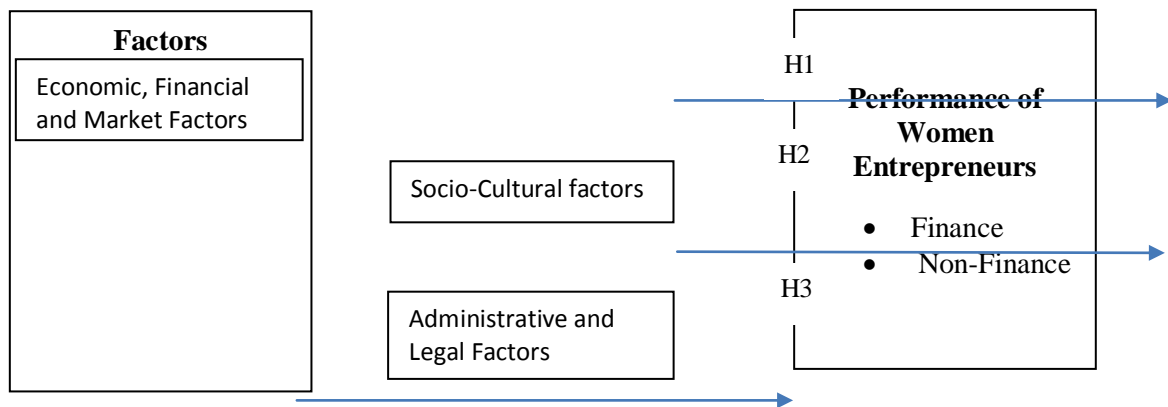 Factors
Economic, Financial
and Market Factors
Socio-Cultural factors
Administrative and
Legal Factors
H1
H2
H3
Performance of
Women
Entrepreneurs
• Finance
• Non-Finance